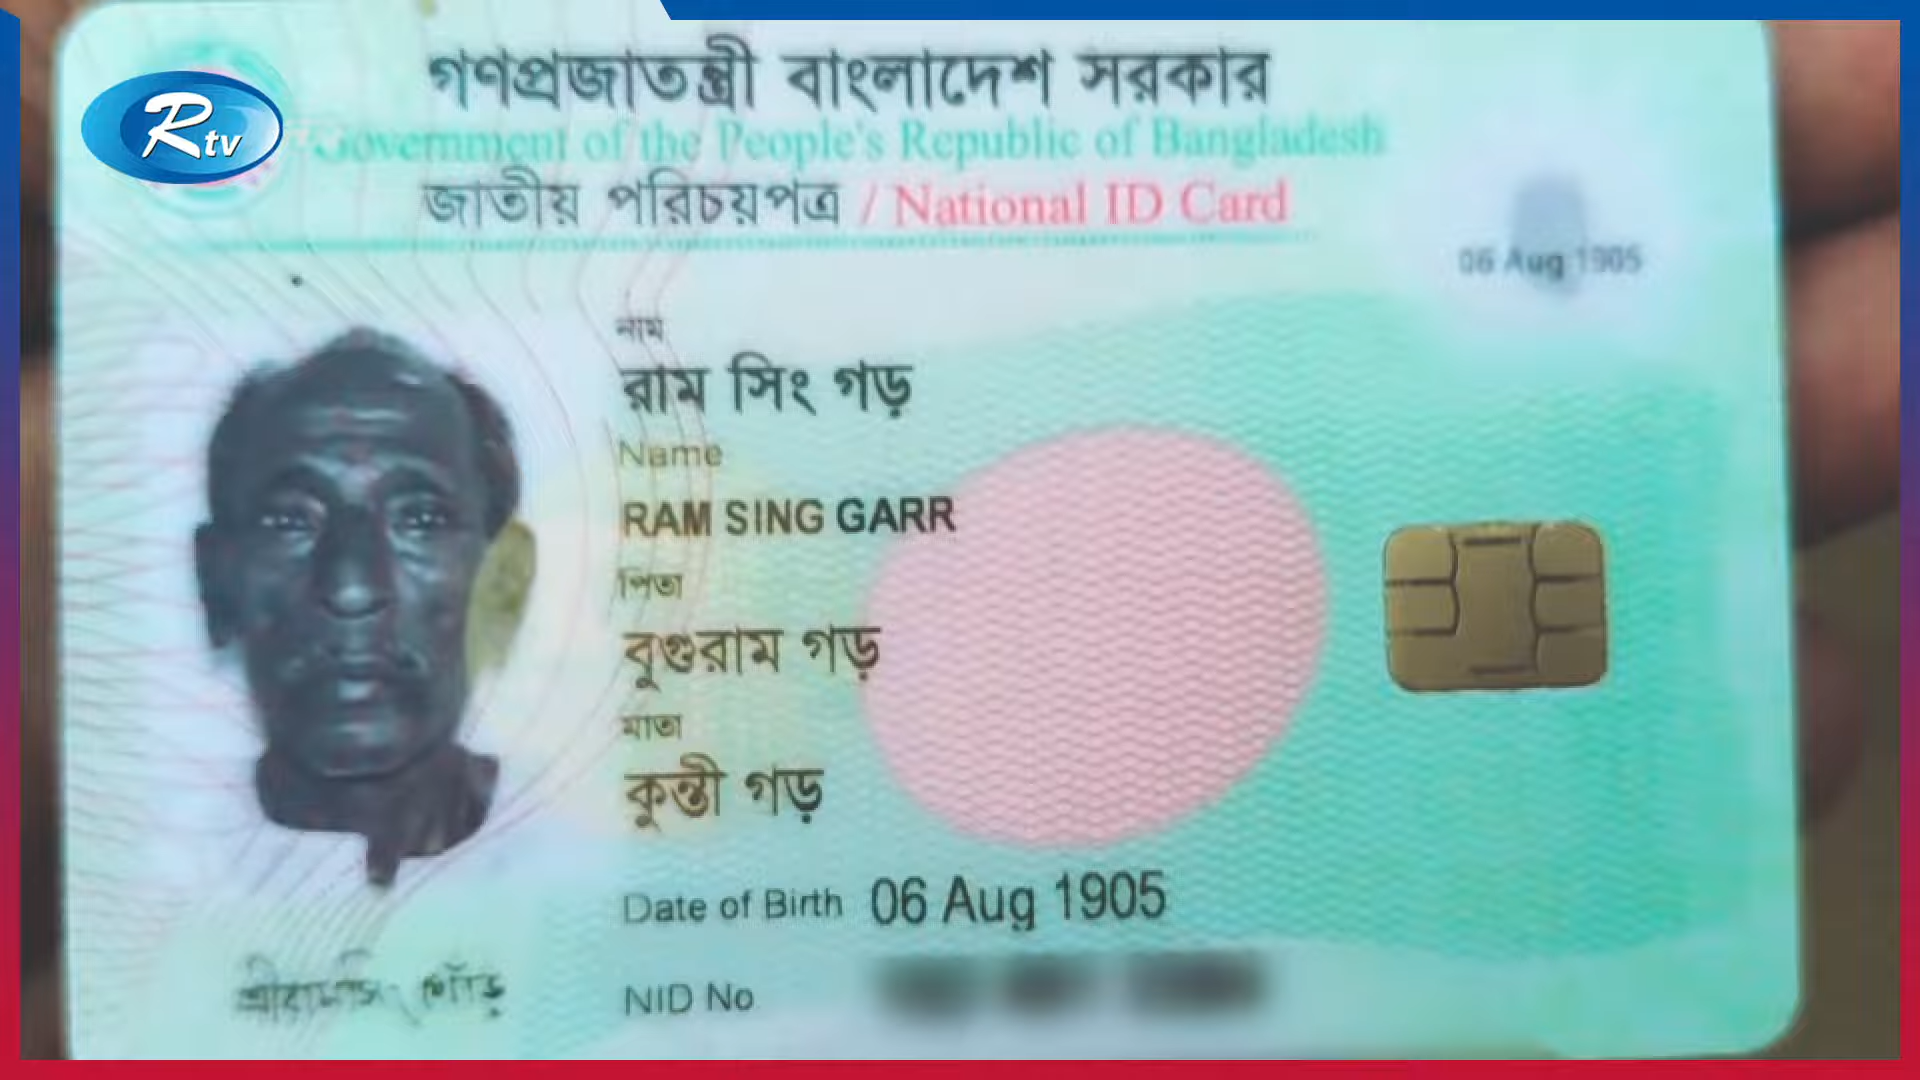 Rtv
গণপ্রজাতন্ত্রী বাংলাদেশ সরকার
Government of the People's Republic of Bangladesh
জাতীয় পরিচয়পত্র / National ID Card
06 Aug 1905
নাম
রাম সিং গড়
Name
RAM SING GARR
পিতা
বুগুরাম গড়
মাতা
কুন্তী গড়
Date of Birth 06 Aug 1905
NID No